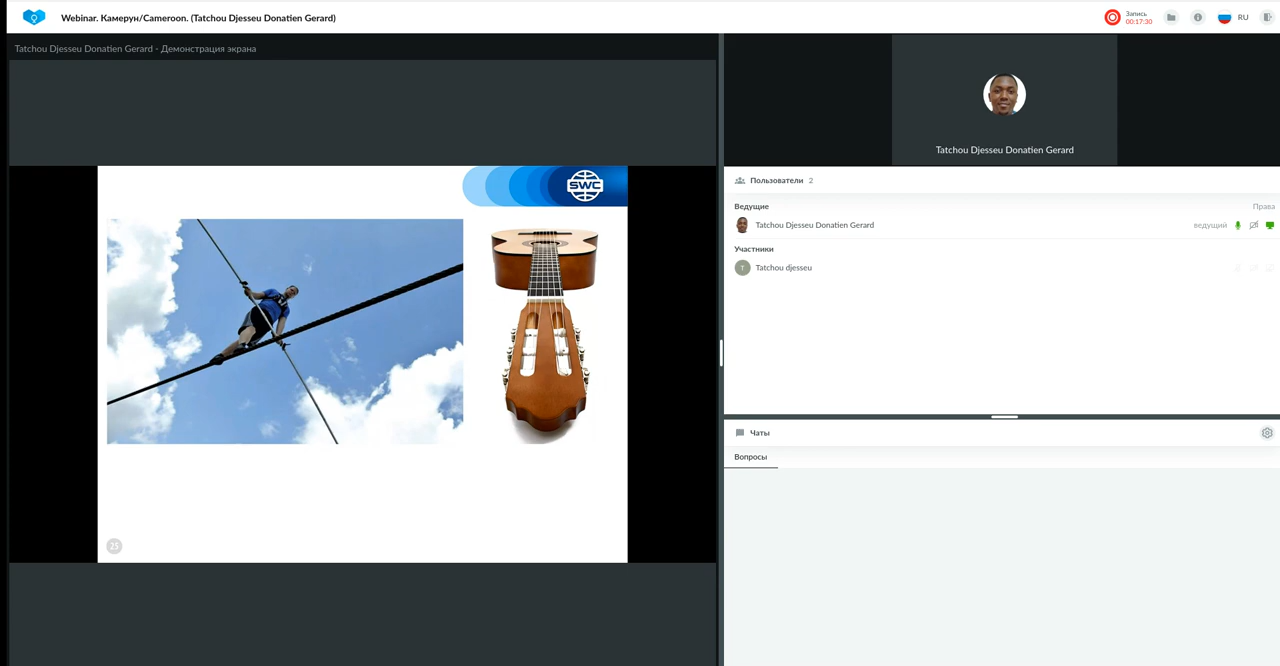 Webinar. Камерун/Cameroon. (Tatchou Djesseu Donatien Gerard)
Запись
00:17:30
RU
Tatchou Djesseu Donatien Gerard - Демонстрация экрана
SWC
25
Tatchou Djesseu Donatien Gerard
Пользователи 2
Ведущие Права
Tatchou Djesseu Donatien Gerard ведущий
Участники
T Tatchou djesseu
Чаты
Вопросы